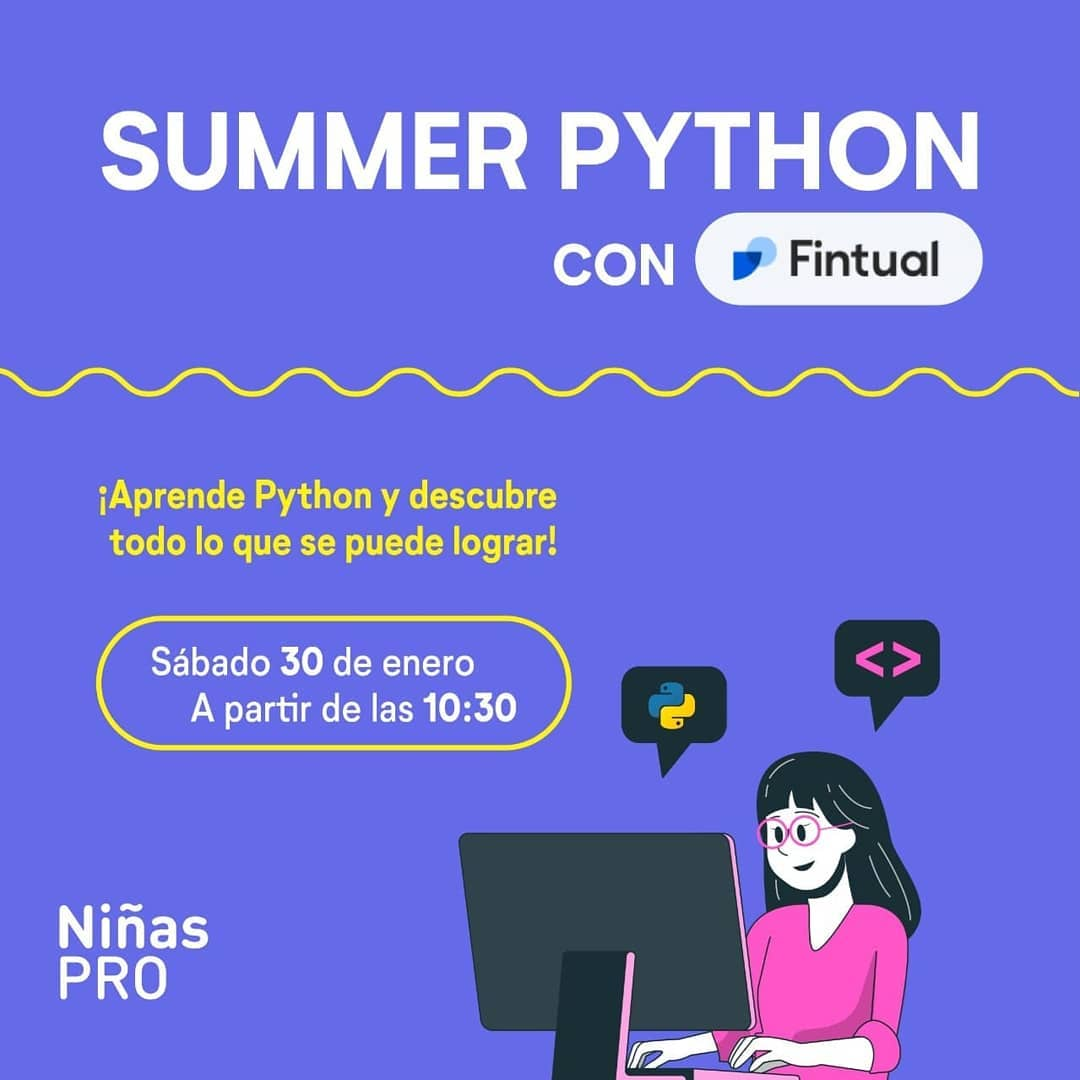 SUMMER PYTHON
CON Fintual
¡Aprende Python y descubre
todo lo que se puede lograr!
Sábado 30 de enero
A partir de las 10:30
<>
Niñas
PRO